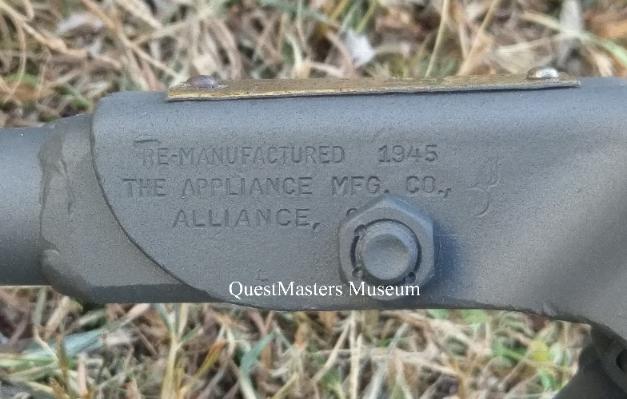 RE-MANUFACTURED 1945
THE APPLIANCE MFG. CO.,
ALLIANCE,
QuestMasters Museum